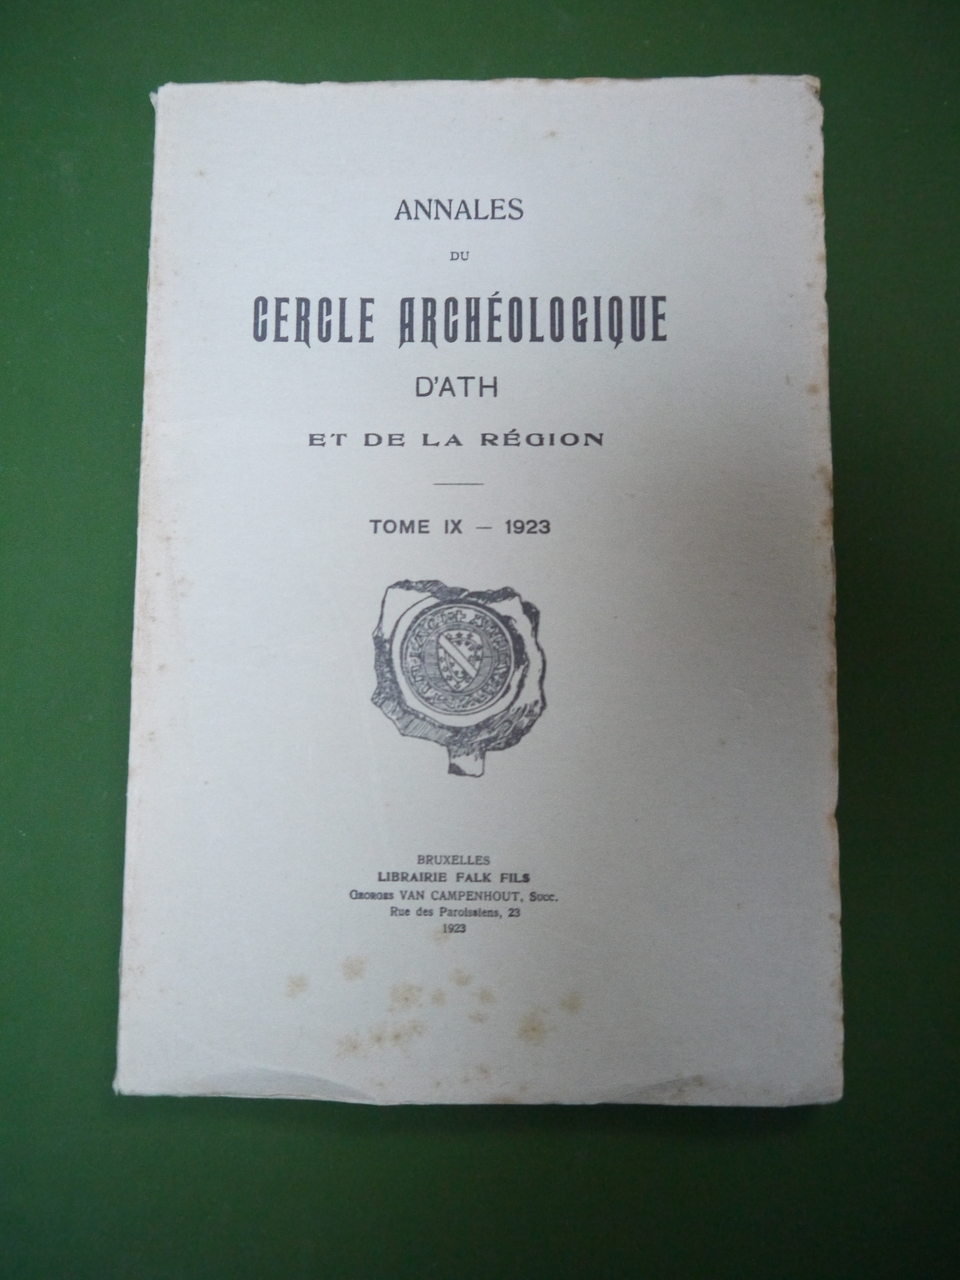 ANNALES
DU
CERCLE ARCHÉOLOGIQUE
D'ATH
ET DE LA RÉGION
TOME IX — 1923
BRUXELLES
LIBRAIRIE FALK FILS
GEORGES VAN CAMPENHOUT, SUCC.
Rue des Paroissiens, 23
1923